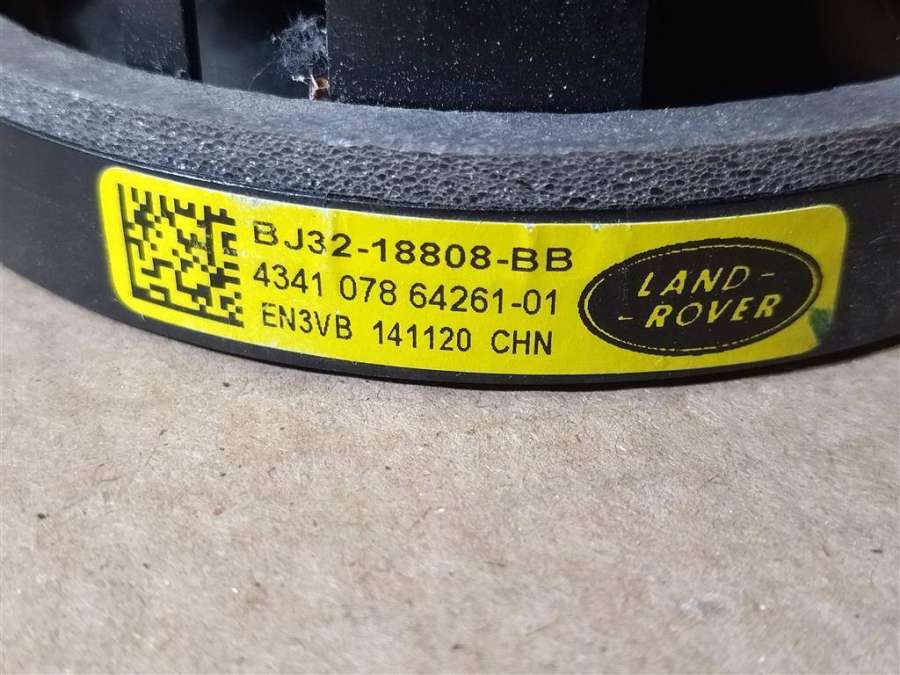 BJ32-18808-BB
4341 078 64261-01
EN3VB 141120 CHN
LAND-
-ROVER